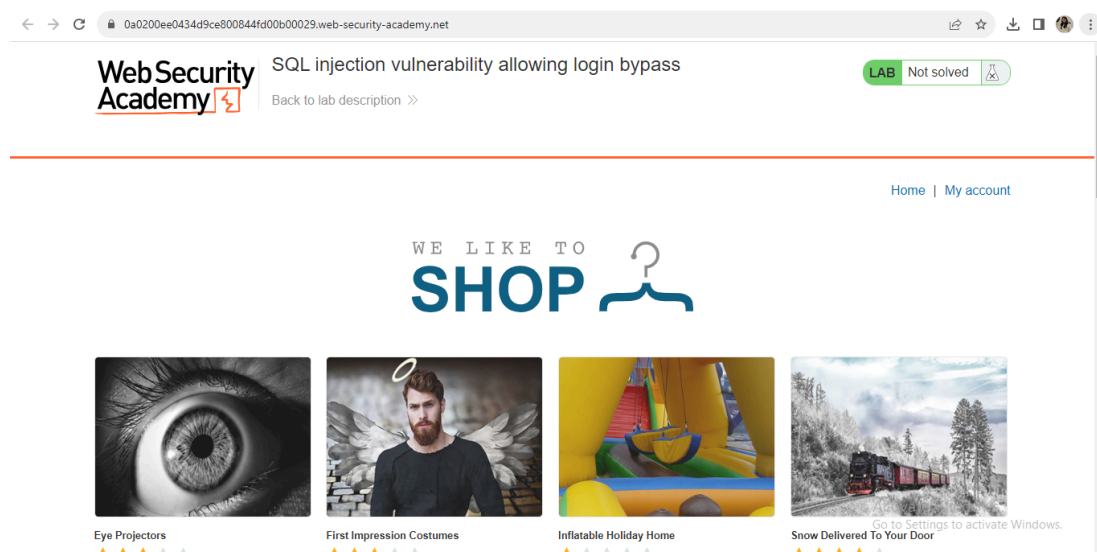 0a0200ee0434d9ce800844fd00b00029.web-security-academy.net
Web Security
Academy
SQL injection vulnerability allowing login bypass
Back to lab description
LAB Not solved
Home | My account
WE LIKE TO
SHOP
Eye Projectors
First Impression Costumes
Inflatable Holiday Home
Snow Delivered To Your Door
Go to Settings to activate Windows.